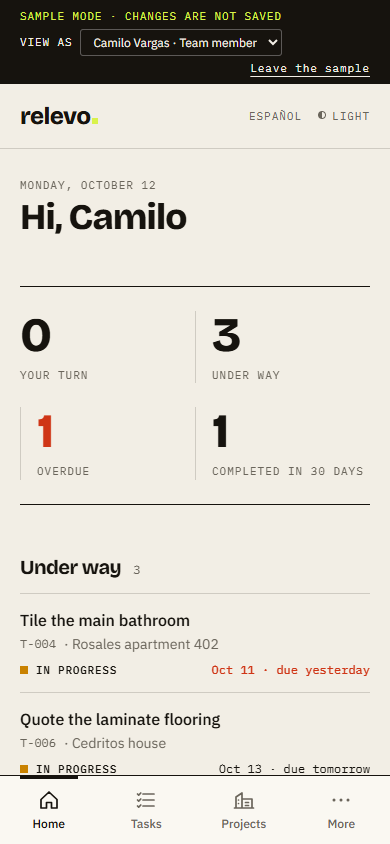 SAMPLE MODE · CHANGES ARE NOT SAVED
VIEW AS Camilo Vargas · Team member
Leave the sample
relevo.
ESPAÑOL LIGHT
MONDAY, OCTOBER 12
Hi, Camilo
0
YOUR TURN
3
UNDER WAY
1
OVERDUE
1
COMPLETED IN 30 DAYS
Under way 3
Tile the main bathroom
T-004 · Rosales apartment 402
IN PROGRESS Oct 11 · due yesterday
Quote the laminate flooring
T-006 · Cedritos house
IN PROGRESS Oct 13 · due tomorrow
Home Tasks Projects More